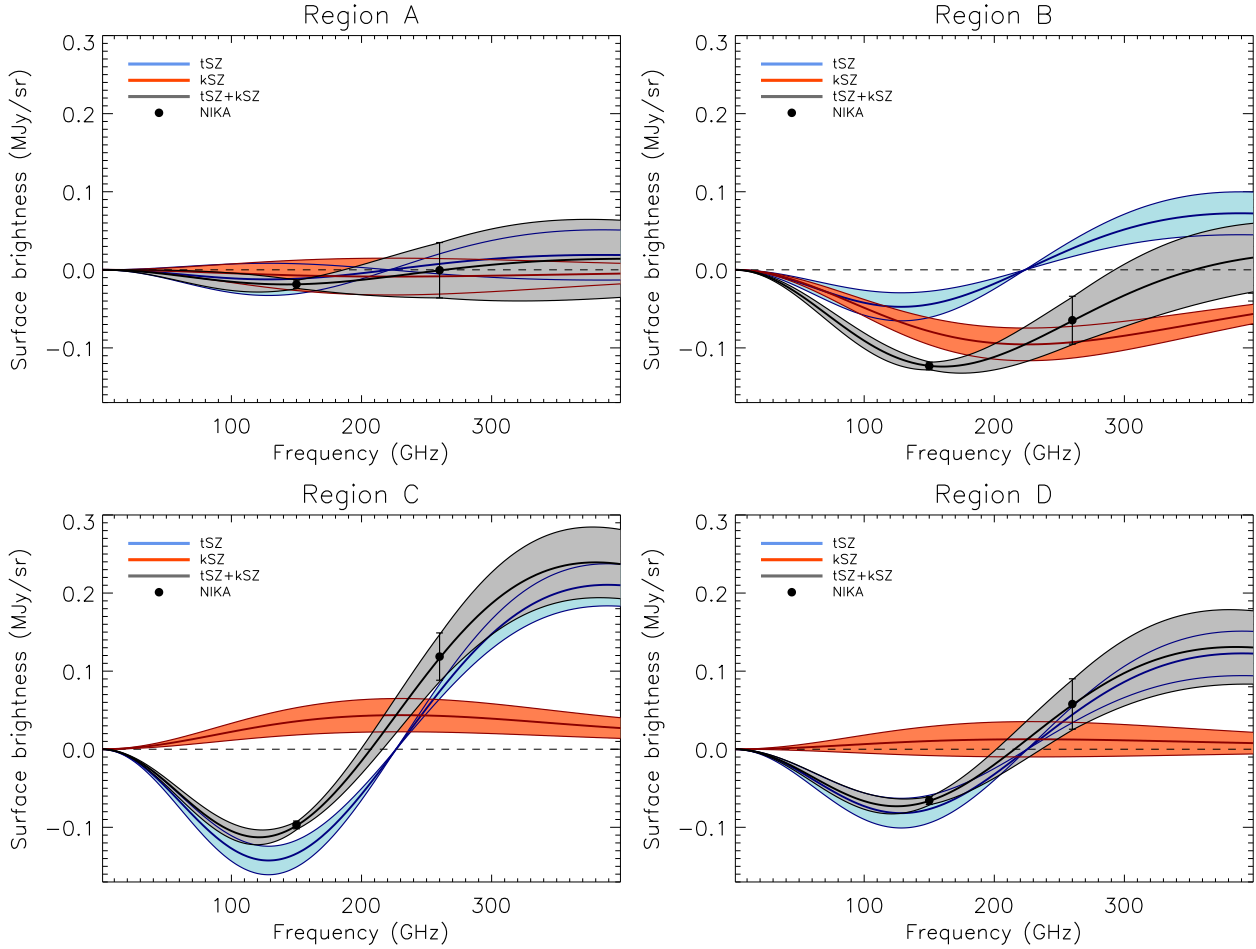 Region A
Surface brightness (MJy/sr)
0.3
0.2
0.1
0.0
−0.1
tSZ
kSZ
tSZ+kSZ
NIKA
100
200
300
Frequency (GHz)
Region B
Surface brightness (MJy/sr)
0.3
0.2
0.1
0.0
−0.1
tSZ
kSZ
tSZ+kSZ
NIKA
100
200
300
Frequency (GHz)
Region C
Surface brightness (MJy/sr)
0.3
0.2
0.1
0.0
−0.1
tSZ
kSZ
tSZ+kSZ
NIKA
100
200
300
Frequency (GHz)
Region D
Surface brightness (MJy/sr)
0.3
0.2
0.1
0.0
−0.1
tSZ
kSZ
tSZ+kSZ
NIKA
100
200
300
Frequency (GHz)